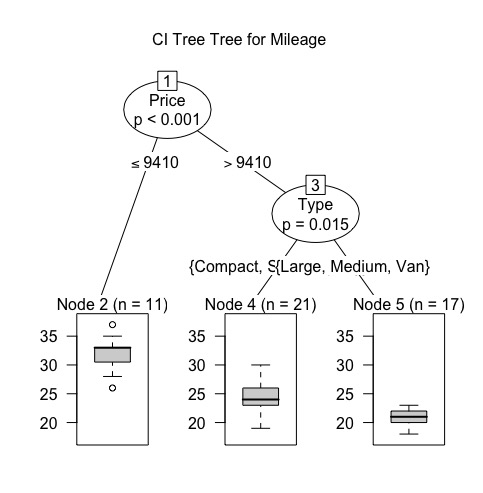 CI Tree Tree for Mileage
1
Price
p < 0.001
≤ 9410
> 9410
3
Type
p = 0.015
{Compact, {Large, Medium, Van}
Node 2 (n = 11)
Node 4 (n = 21)
Node 5 (n = 17)
35
30
25
20
35
30
25
20
35
30
25
20